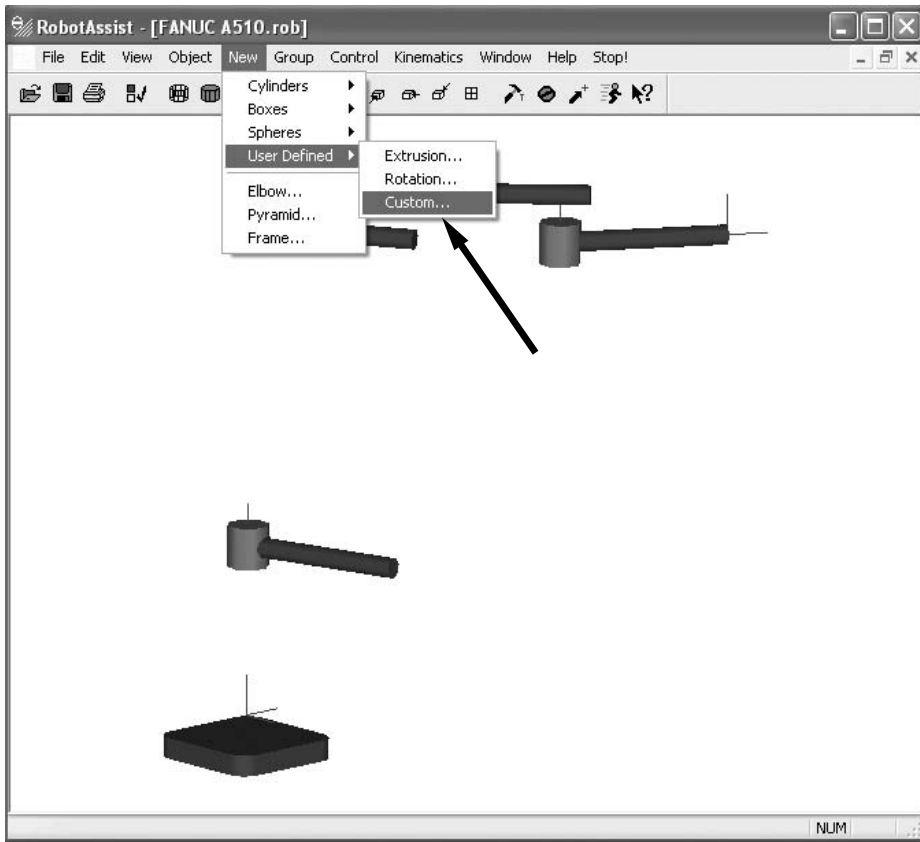 RobotAssist - [FANUC A510.rob]
File Edit View Object New Group Control Kinematics Window Help Stop!
Cylinders
Boxes
Spheres
User Defined
Elbow...
Pyramid...
Frame...
Extrusion...
Rotation...
Custom...
NUM